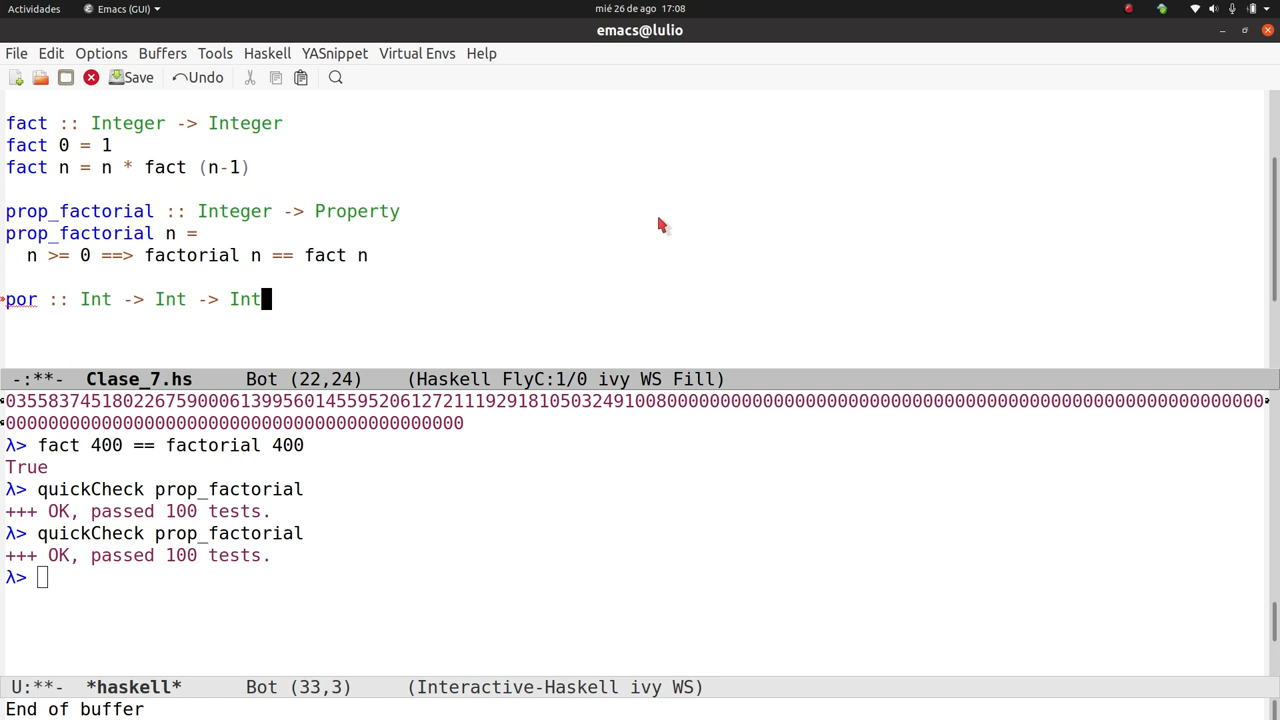 Actividades Emacs (GUI) mié 26 de ago 17:08
emacs@lulio
File Edit Options Buffers Tools Haskell YASnippet Virtual Envs Help
Save Undo
fact :: Integer -> Integer
fact 0 = 1
fact n = n * fact (n-1)
prop_factorial :: Integer -> Property
prop_factorial n =
  n >= 0 ==> factorial n == fact n
por :: Int -> Int -> Int
-:**- Clase_7.hs Bot (22,24) (Haskell FlyC:1/0 ivy WS Fill)
λ> fact 400 == factorial 400
True
λ> quickCheck prop_factorial
+++ OK, passed 100 tests.
λ> quickCheck prop_factorial
+++ OK, passed 100 tests.
λ>
U:**- *haskell* Bot (33,3) (Interactive-Haskell ivy WS)
End of buffer